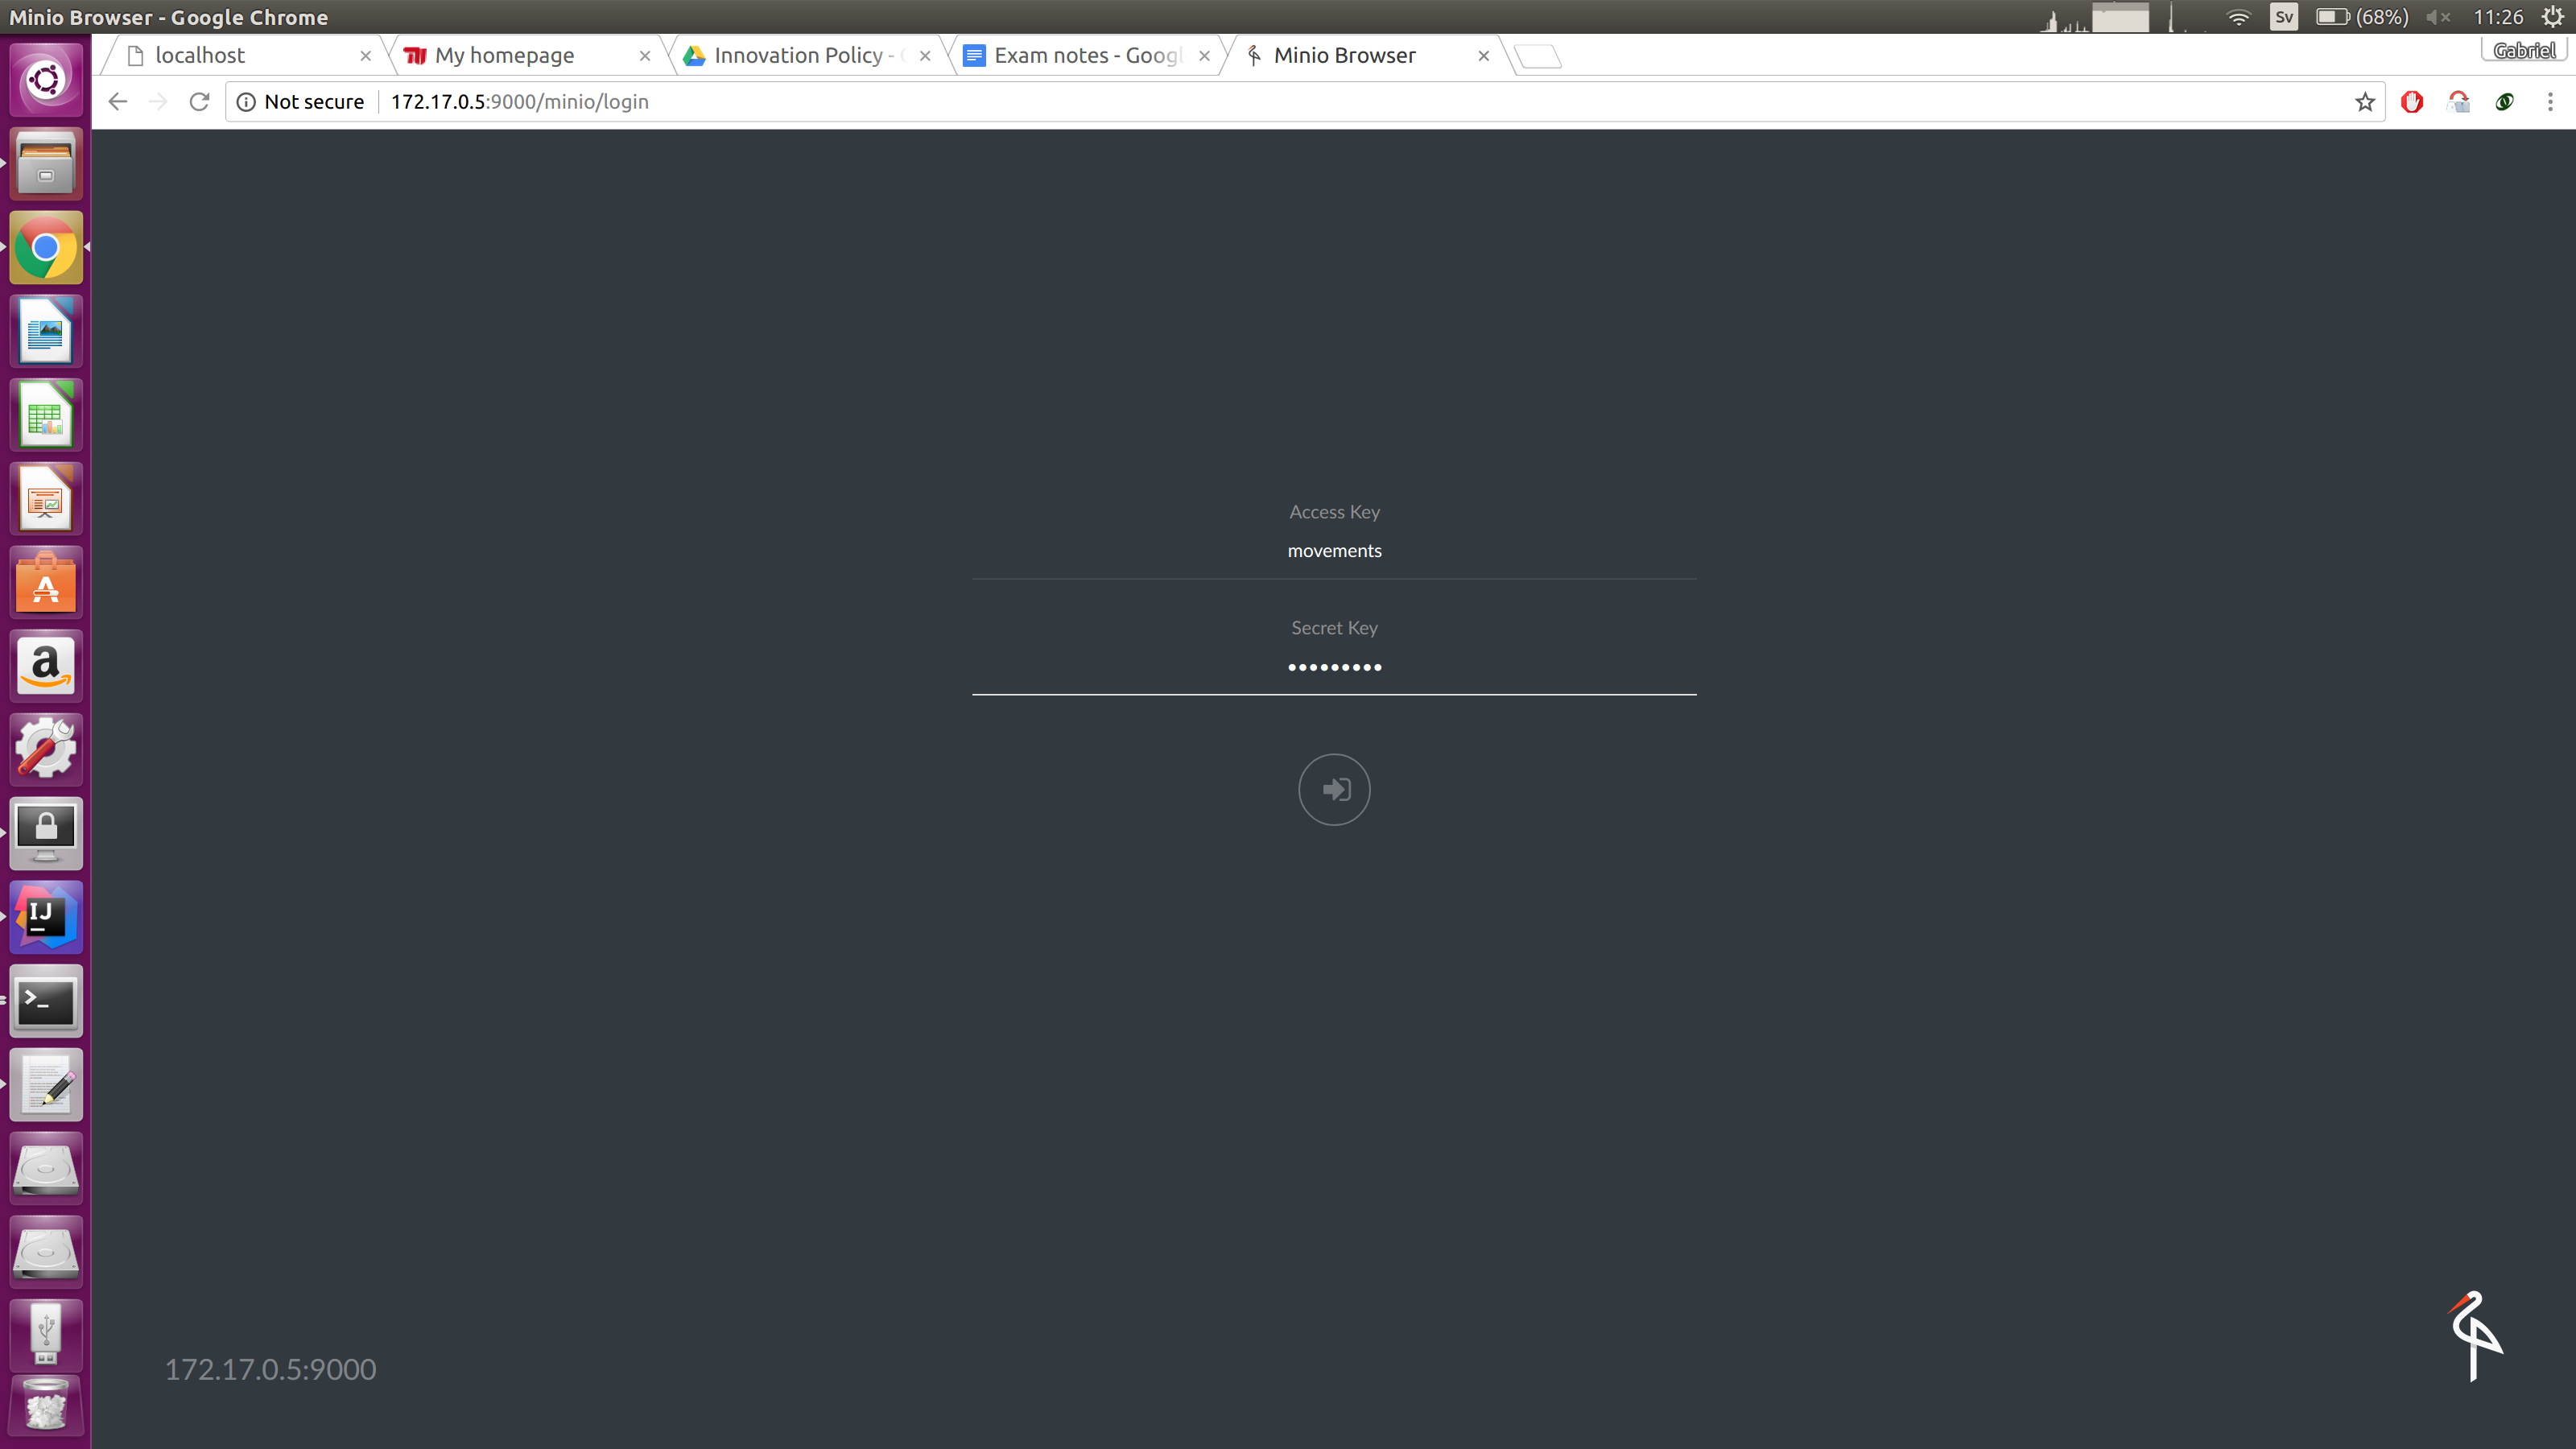 Minio Browser - Google Chrome
Sv
(68%)
11:26
localhost
My homepage
Innovation Policy -
Exam notes - Googl
Minio Browser
Gabriel
Not secure
172.17.0.5:9000/minio/login
Access Key
movements
Secret Key
•••••••••
172.17.0.5:9000
A
a
IJ
>_